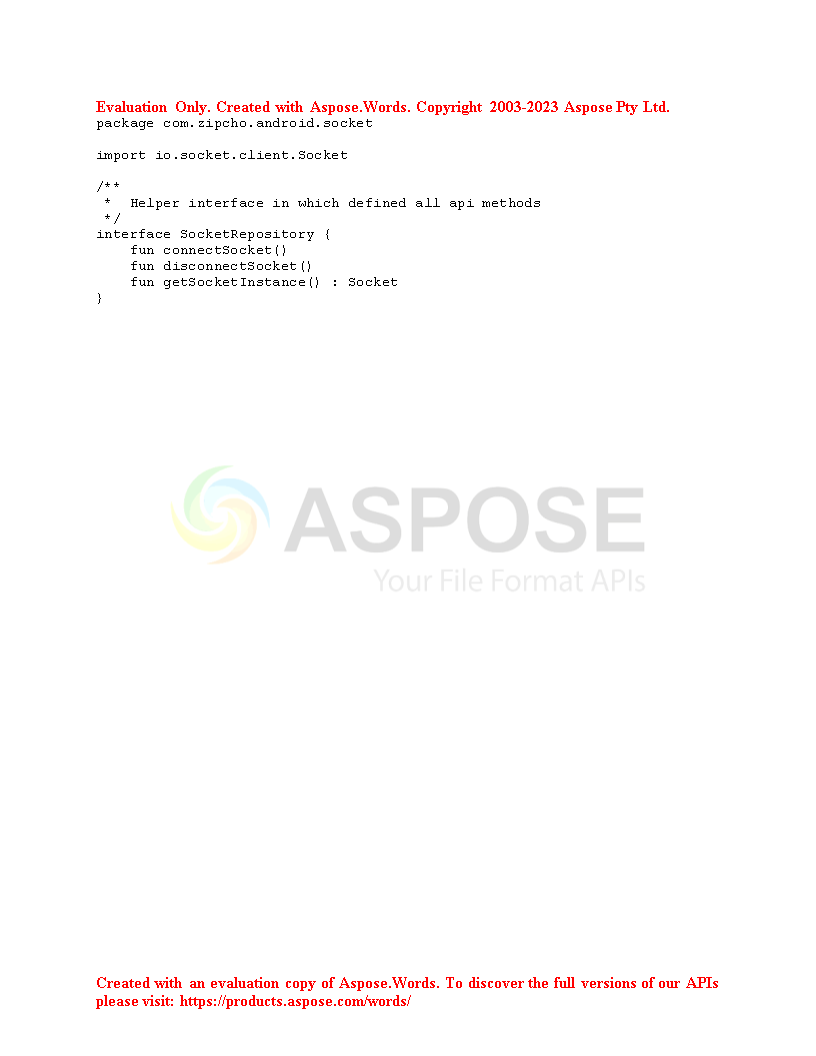 Evaluation Only. Created with Aspose.Words. Copyright 2003-2023 Aspose Pty Ltd.
package com.zipcho.android.socket

import io.socket.client.Socket

/**
 *  Helper interface in which defined all api methods
 */
interface SocketRepository {
    fun connectSocket()
    fun disconnectSocket()
    fun getSocketInstance() : Socket
}
ASPOSE
Your File Format APIs
Created with an evaluation copy of Aspose.Words. To discover the full versions of our APIs
please visit: https://products.aspose.com/words/